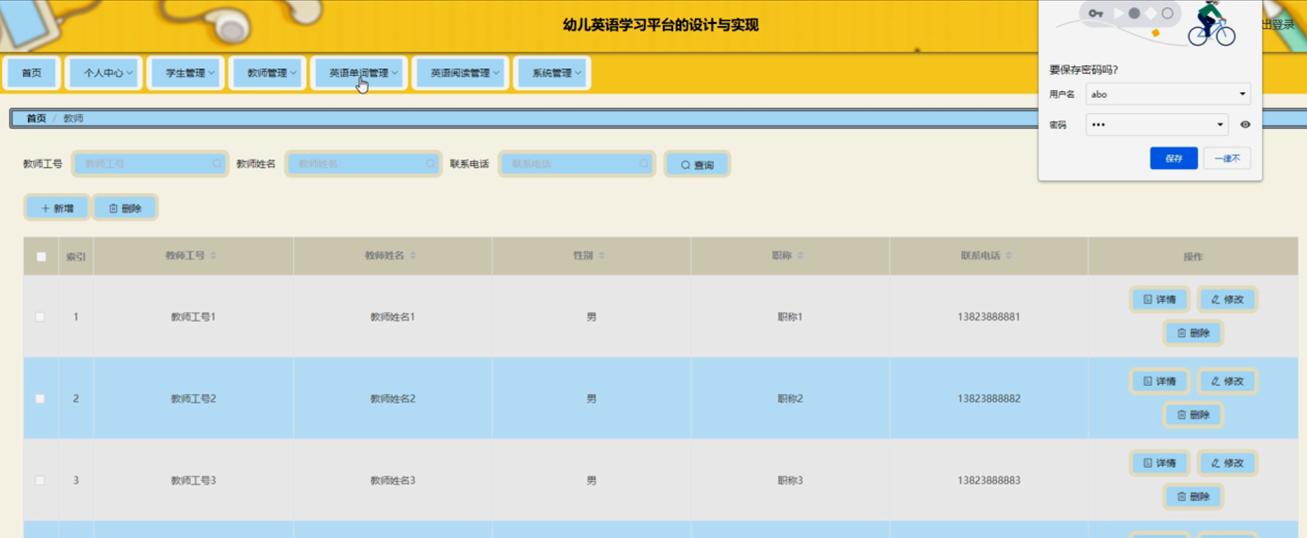 幼儿英语学习平台的设计与实现
出登录
首页 个人中心 学生管理 教师管理 英语单词管理 英语阅读管理 系统管理
要保存密码吗?
用户名 abo
密码 •••
保存 一律不
首页 / 教师
教师工号 教师工号 教师姓名 教师姓名 联系电话 联系电话 查询
+ 新增 删除
索引 教师工号 教师姓名 性别 职称 联系电话 操作
1 教师工号1 教师姓名1 男 职称1 13823888881 详情 修改
删除
2 教师工号2 教师姓名2 男 职称2 13823888882 详情 修改
删除
3 教师工号3 教师姓名3 男 职称3 13823888883 详情 修改
删除